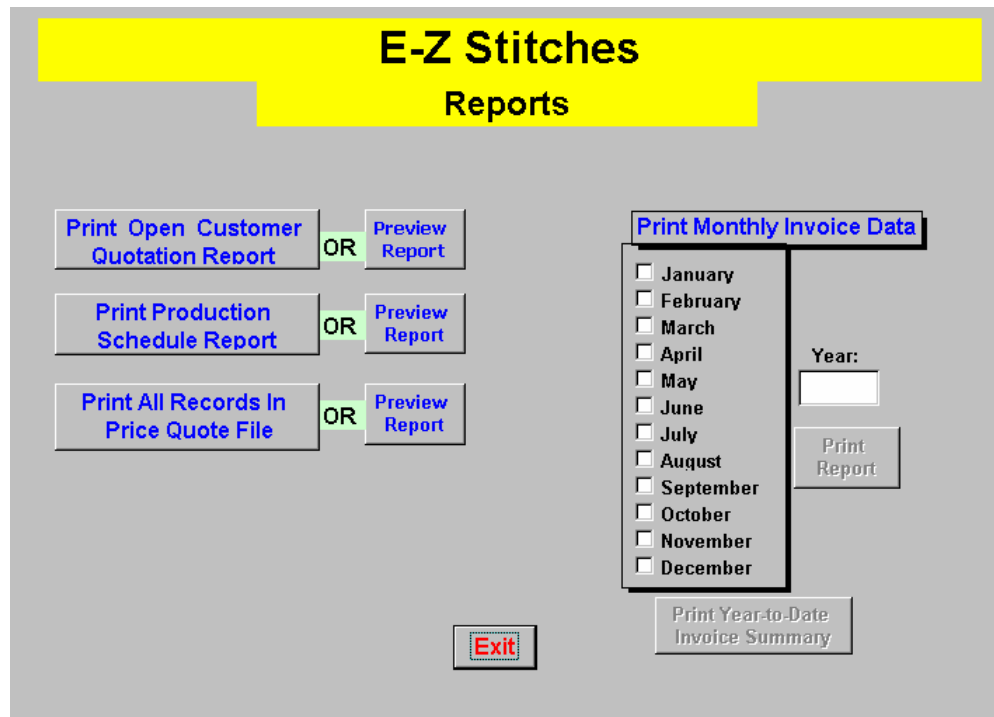 E-Z Stitches
Reports
Print Open Customer
Quotation Report
OR
Preview
Report
Print Production
Schedule Report
OR
Preview
Report
Print All Records In
Price Quote File
OR
Preview
Report
Print Monthly Invoice Data
January
February
March
April
May
June
July
August
September
October
November
December
Year:
Print
Report
Print Year-to-Date
Invoice Summary
Exit